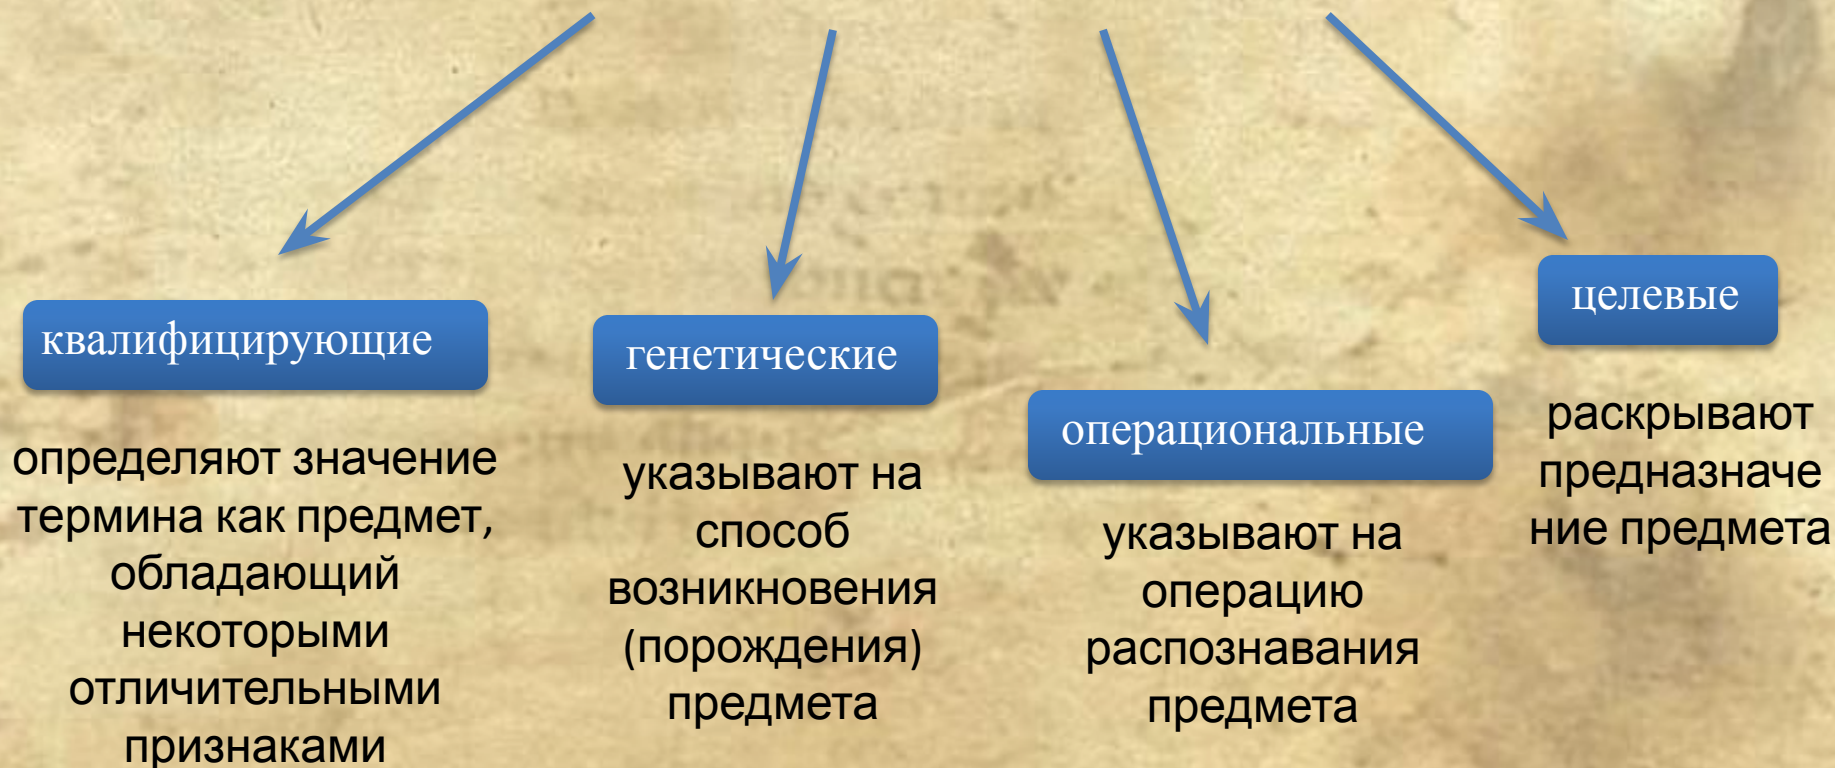 квалифицирующие
определяют значение
термина как предмет,
обладающий
некоторыми
отличительными
признаками
генетические
указывают на
способ
возникновения
(порождения)
предмета
операциональные
указывают на
операцию
распознавания
предмета
целевые
раскрывают
предназначе
ние предмета